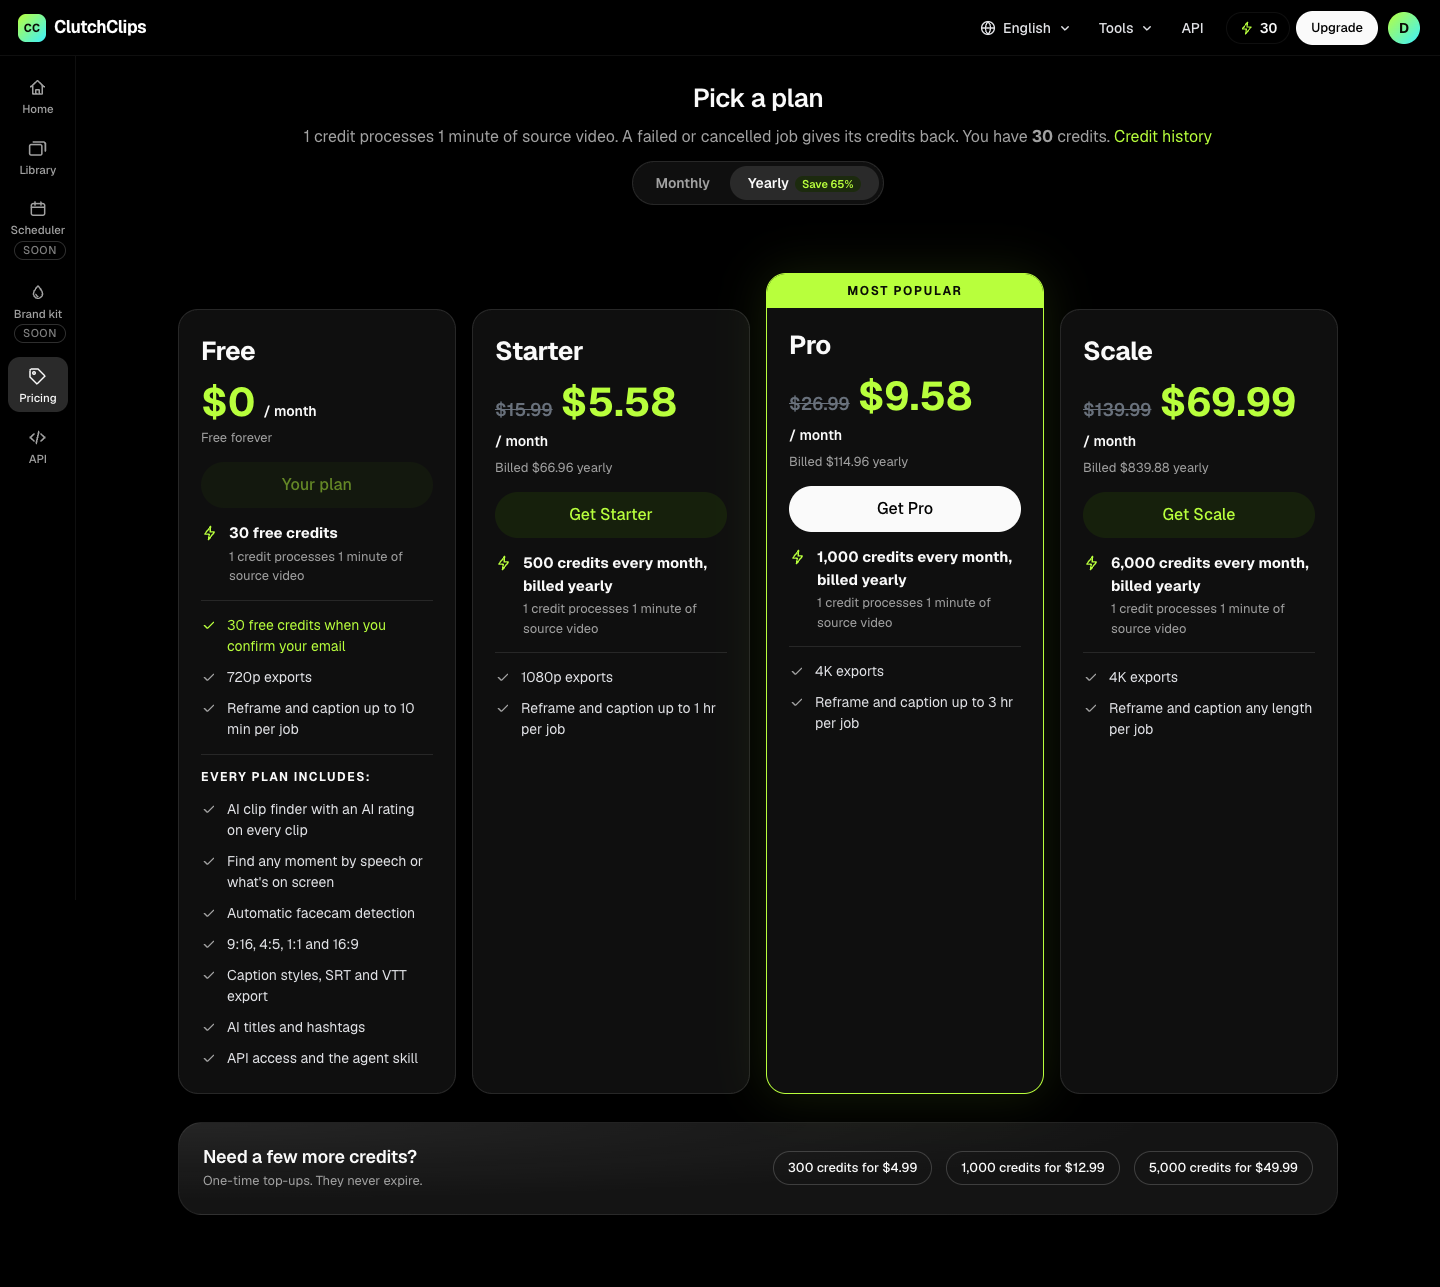 CC ClutchClips
English
Tools
API
30
Upgrade
D
Home
Library
Scheduler
SOON
Brand kit
SOON
Pricing
API
Pick a plan
1 credit processes 1 minute of source video. A failed or cancelled job gives its credits back. You have 30 credits. Credit history
Monthly
Yearly Save 65%
Free
$0 / month
Free forever
Your plan
30 free credits
1 credit processes 1 minute of
source video
30 free credits when you
confirm your email
720p exports
Reframe and caption up to 10
min per job
EVERY PLAN INCLUDES:
AI clip finder with an AI rating
on every clip
Find any moment by speech or
what's on screen
Automatic facecam detection
9:16, 4:5, 1:1 and 16:9
Caption styles, SRT and VTT
export
AI titles and hashtags
API access and the agent skill
Starter
$15.99 $5.58
/ month
Billed $66.96 yearly
Get Starter
500 credits every month,
billed yearly
1 credit processes 1 minute of
source video
1080p exports
Reframe and caption up to 1 hr
per job
MOST POPULAR
Pro
$26.99 $9.58
/ month
Billed $114.96 yearly
Get Pro
1,000 credits every month,
billed yearly
1 credit processes 1 minute of
source video
4K exports
Reframe and caption up to 3 hr
per job
Scale
$139.99 $69.99
/ month
Billed $839.88 yearly
Get Scale
6,000 credits every month,
billed yearly
1 credit processes 1 minute of
source video
4K exports
Reframe and caption any length
per job
Need a few more credits?
One-time top-ups. They never expire.
300 credits for $4.99
1,000 credits for $12.99
5,000 credits for $49.99